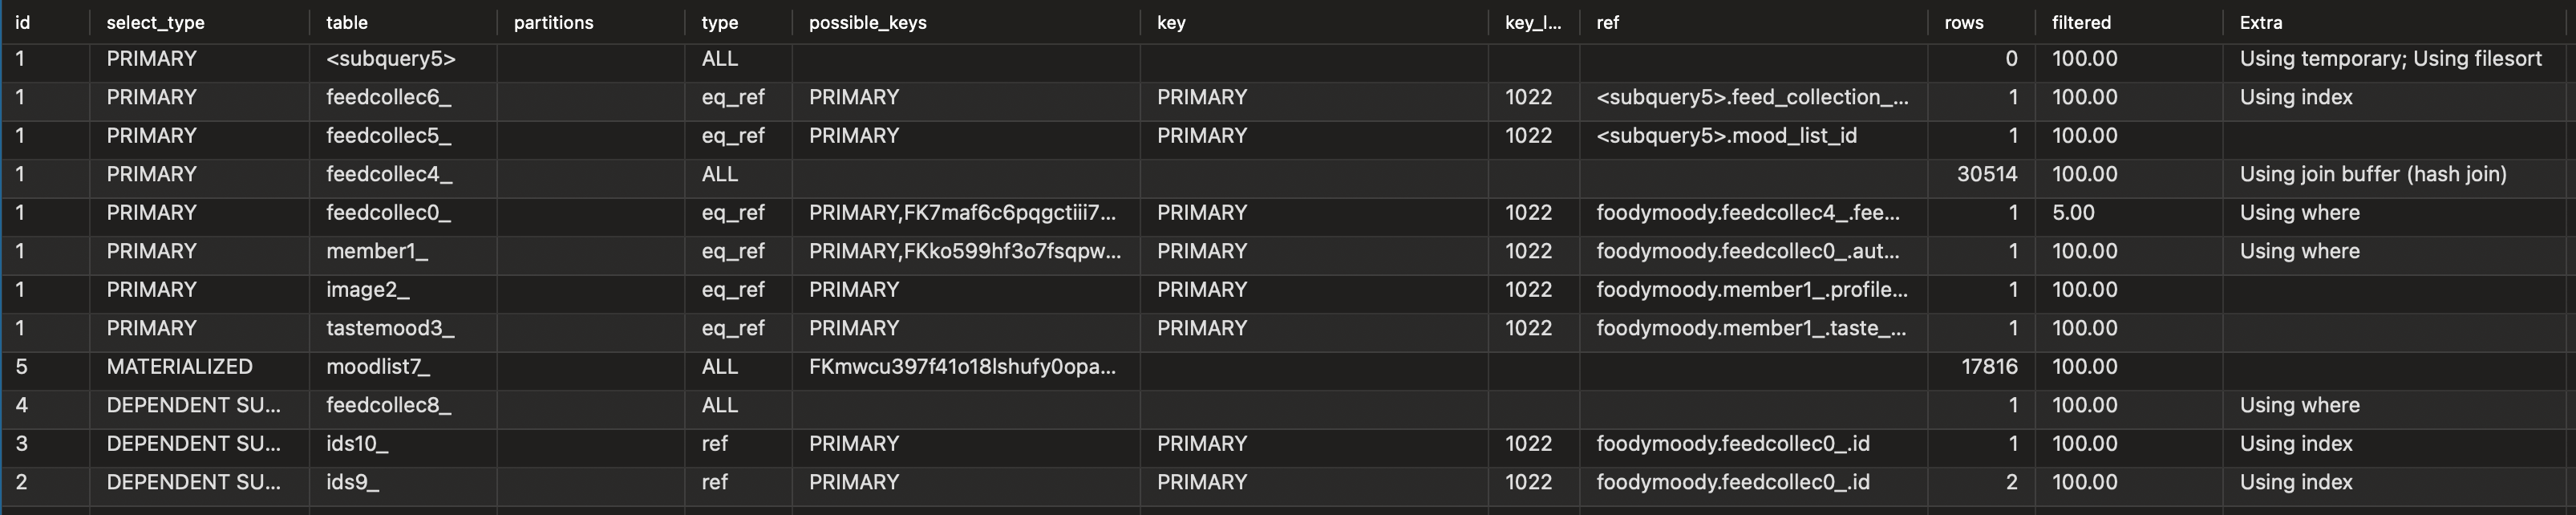 id select_type table partitions type possible_keys key key_l... ref rows filtered Extra
1 PRIMARY <subquery5> ALL 0 100.00 Using temporary; Using filesort
1 PRIMARY feedcollec6_ eq_ref PRIMARY PRIMARY 1022 <subquery5>.feed_collection_... 1 100.00 Using index
1 PRIMARY feedcollec5_ eq_ref PRIMARY PRIMARY 1022 <subquery5>.mood_list_id 1 100.00
1 PRIMARY feedcollec4_ ALL 30514 100.00 Using join buffer (hash join)
1 PRIMARY feedcollec0_ eq_ref PRIMARY,FK7maf6c6pqgctiii7... PRIMARY 1022 foodymoody.feedcollec4_.fee... 1 5.00 Using where
1 PRIMARY member1_ eq_ref PRIMARY,FKko599hf3o7fsqpw... PRIMARY 1022 foodymoody.feedcollec0_.aut... 1 100.00 Using where
1 PRIMARY image2_ eq_ref PRIMARY PRIMARY 1022 foodymoody.member1_.profile... 1 100.00
1 PRIMARY tastemood3_ eq_ref PRIMARY PRIMARY 1022 foodymoody.member1_.taste_... 1 100.00
5 MATERIALIZED moodlist7_ ALL FKmwcu397f41o18lshufy0opa... 17816 100.00
4 DEPENDENT SU... feedcollec8_ ALL 1 100.00 Using where
3 DEPENDENT SU... ids10_ ref PRIMARY PRIMARY 1022 foodymoody.feedcollec0_.id 1 100.00 Using index
2 DEPENDENT SU... ids9_ ref PRIMARY PRIMARY 1022 foodymoody.feedcollec0_.id 2 100.00 Using index